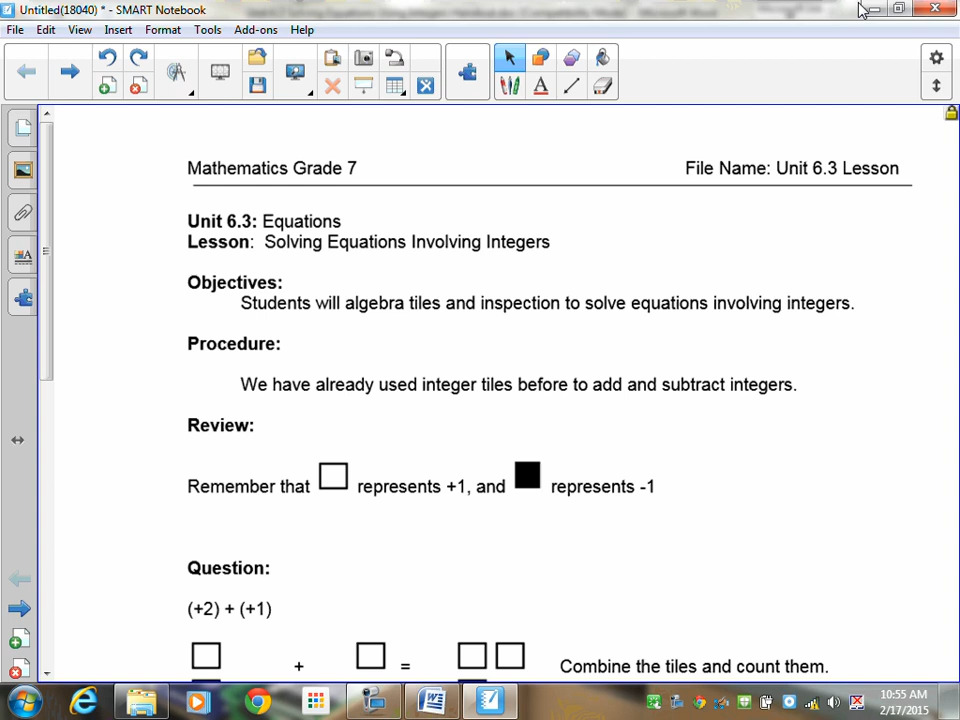 Untitled(18040) * - SMART Notebook
File Edit View Insert Format Tools Add-ons Help
Mathematics Grade 7 File Name: Unit 6.3 Lesson
Unit 6.3: Equations
Lesson: Solving Equations Involving Integers
Objectives:
Students will algebra tiles and inspection to solve equations involving integers.
Procedure:
We have already used integer tiles before to add and subtract integers.
Review:
Remember that represents +1, and represents -1
Question:
(+2) + (+1)
+ = Combine the tiles and count them.
10:55 AM
2/17/2015